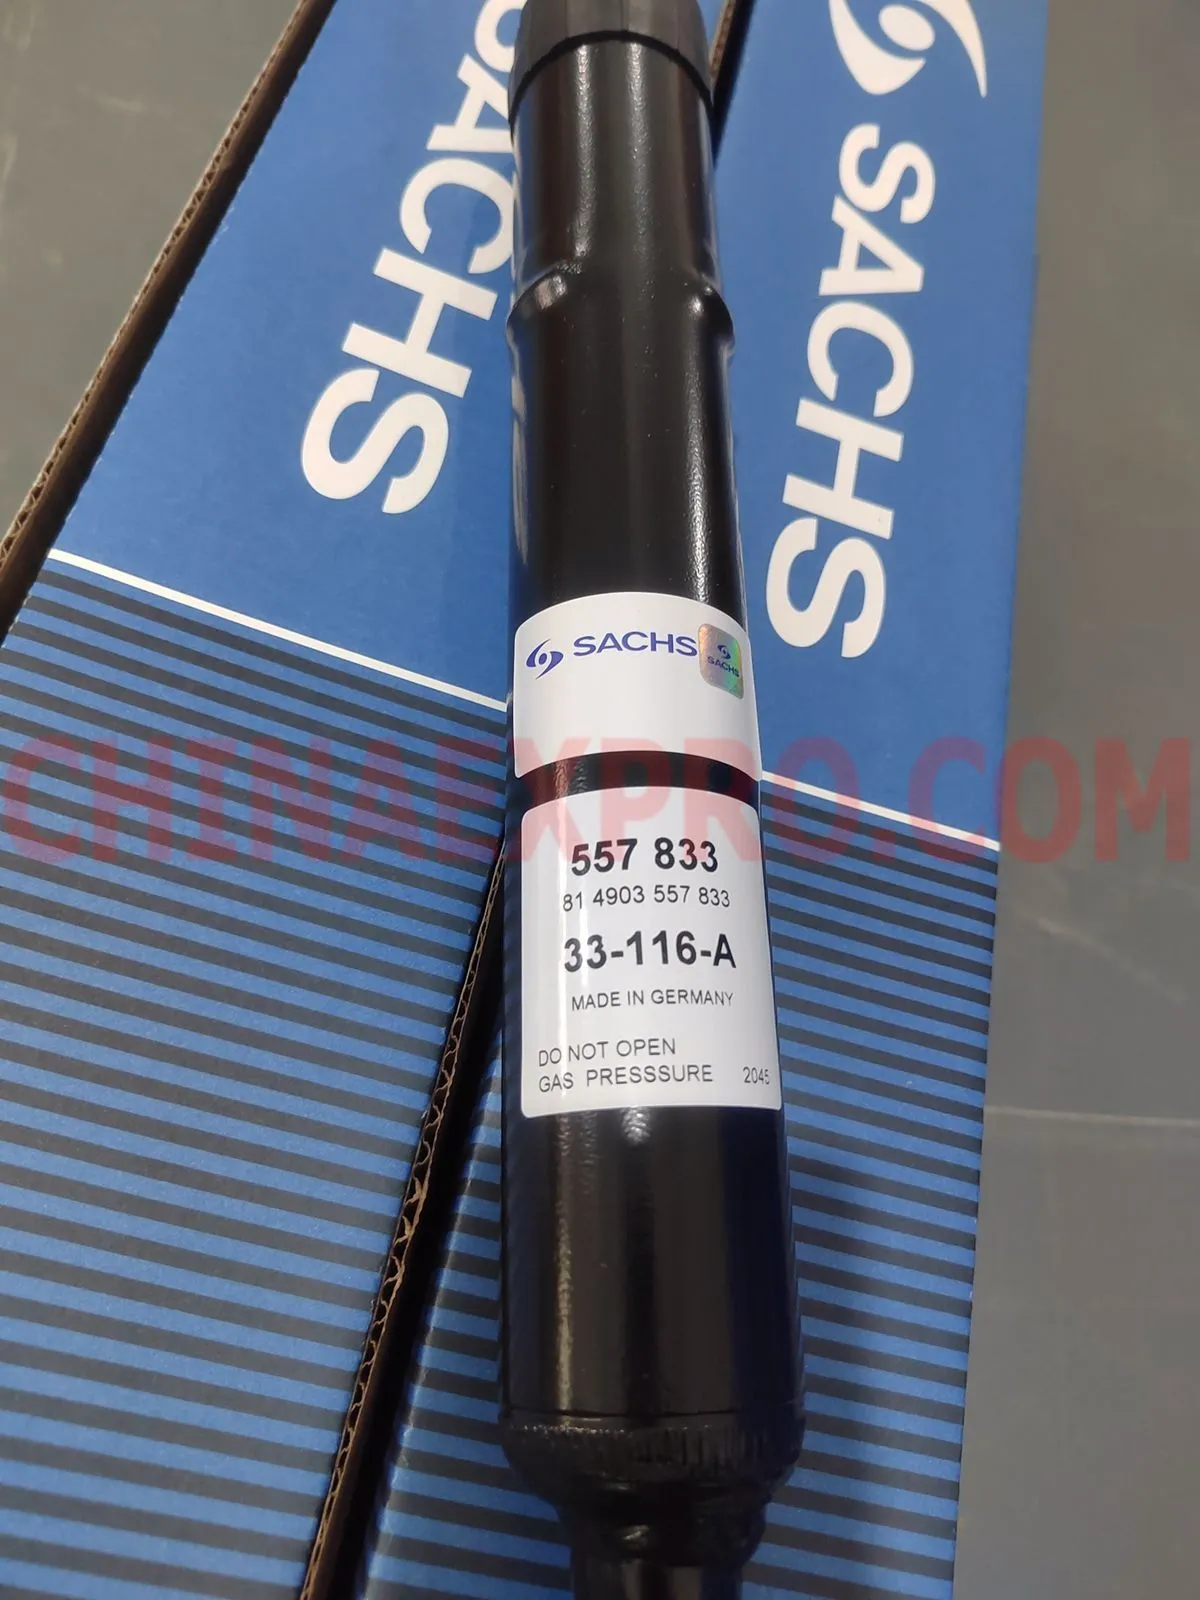 SACHS
SACHS
SACHS
SACHS
CHINAEXPRO.COM
557 833
81 4903 557 833
33-116-A
MADE IN GERMANY
DO NOT OPEN
GAS PRESSSURE 2045